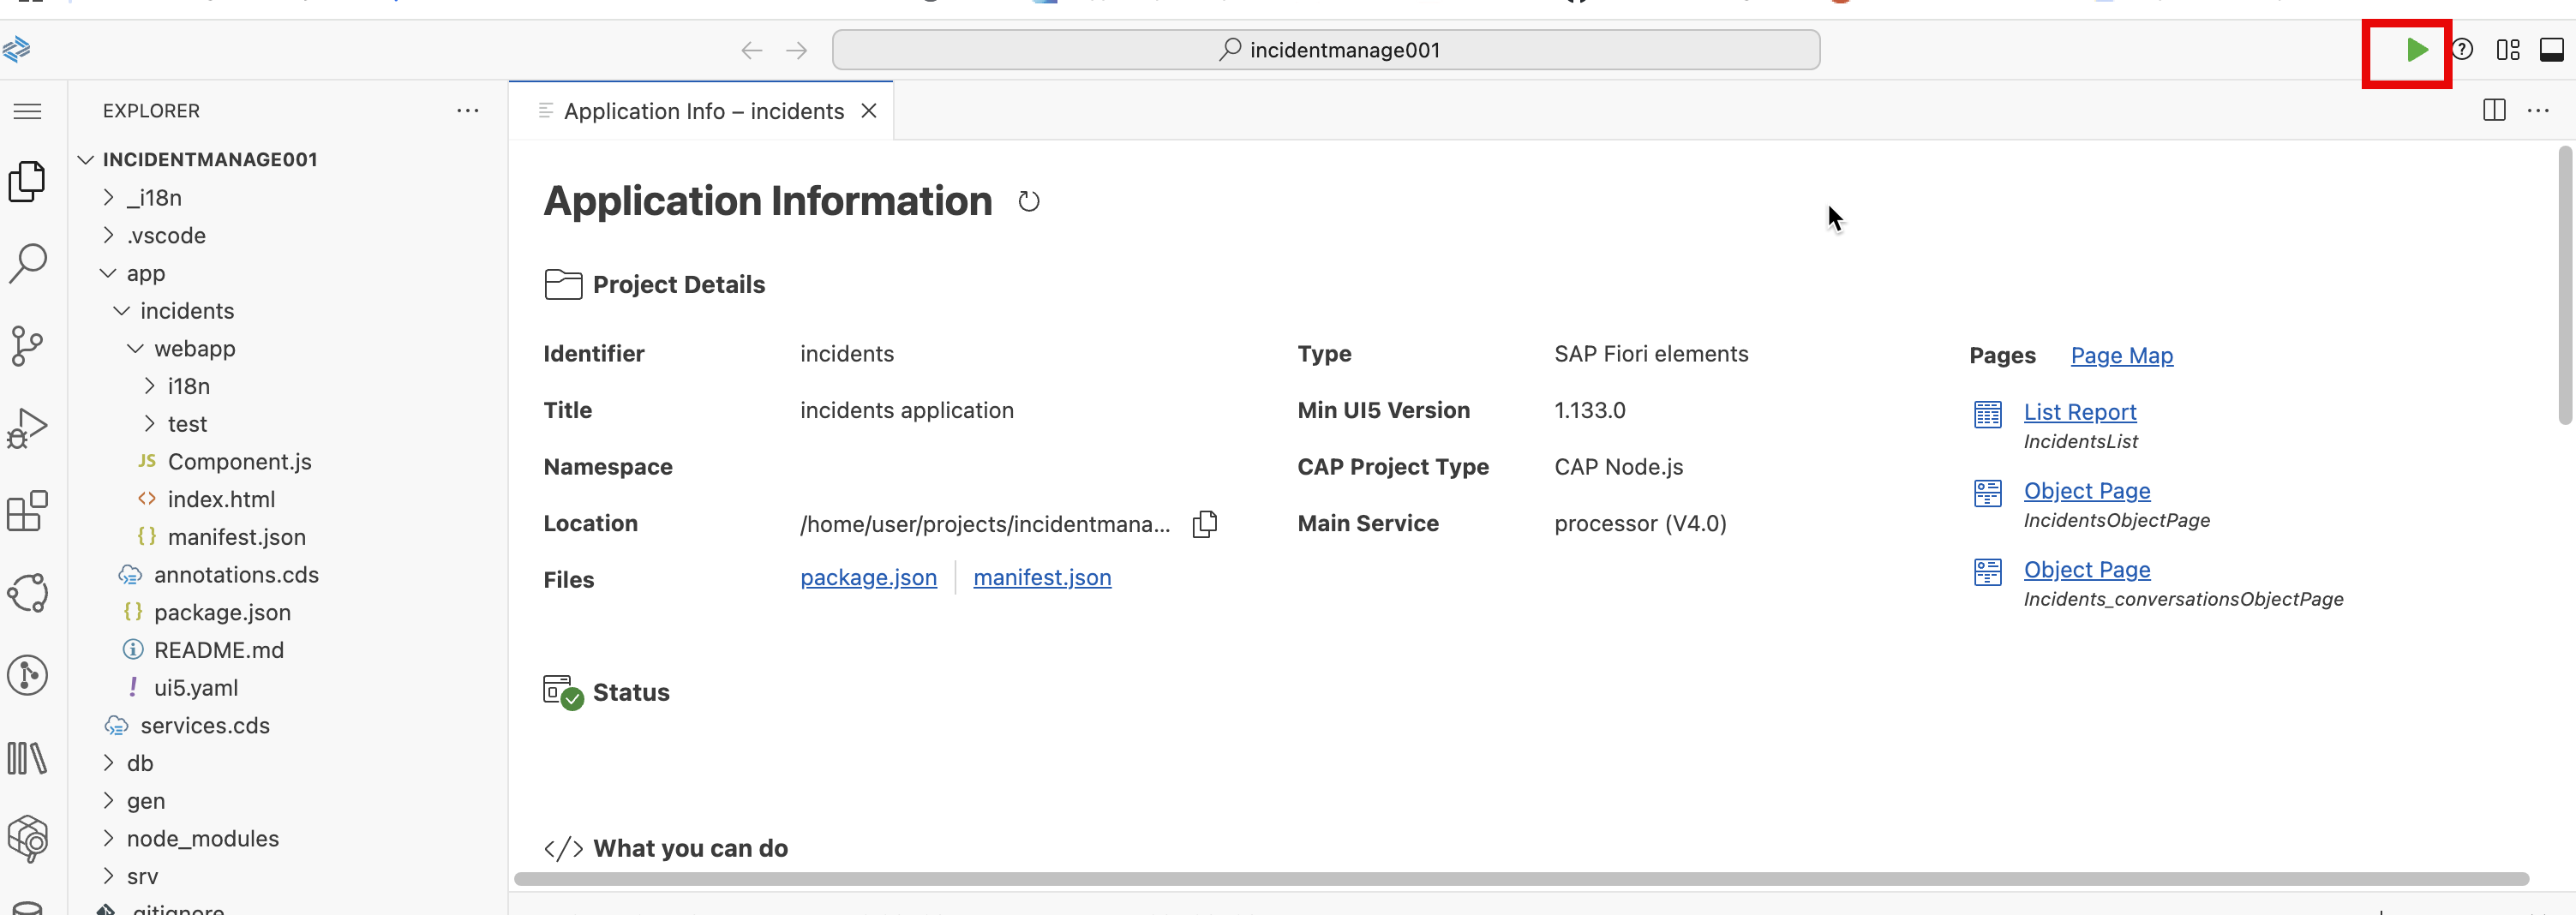 incidentmanage001
EXPLORER
Application Info – incidents
INCIDENTMANAGE001
_i18n
.vscode
app
incidents
webapp
i18n
test
JS Component.js
<> index.html
{} manifest.json
annotations.cds
{} package.json
README.md
! ui5.yaml
services.cds
db
gen
node_modules
srv
.gitignore
Application Information
Project Details
Identifier incidents
Title incidents application
Namespace
Location /home/user/projects/incidentmana...
Files package.json manifest.json
Type SAP Fiori elements
Min UI5 Version 1.133.0
CAP Project Type CAP Node.js
Main Service processor (V4.0)
Pages Page Map
List Report
IncidentsList
Object Page
IncidentsObjectPage
Object Page
Incidents_conversationsObjectPage
Status
</> What you can do